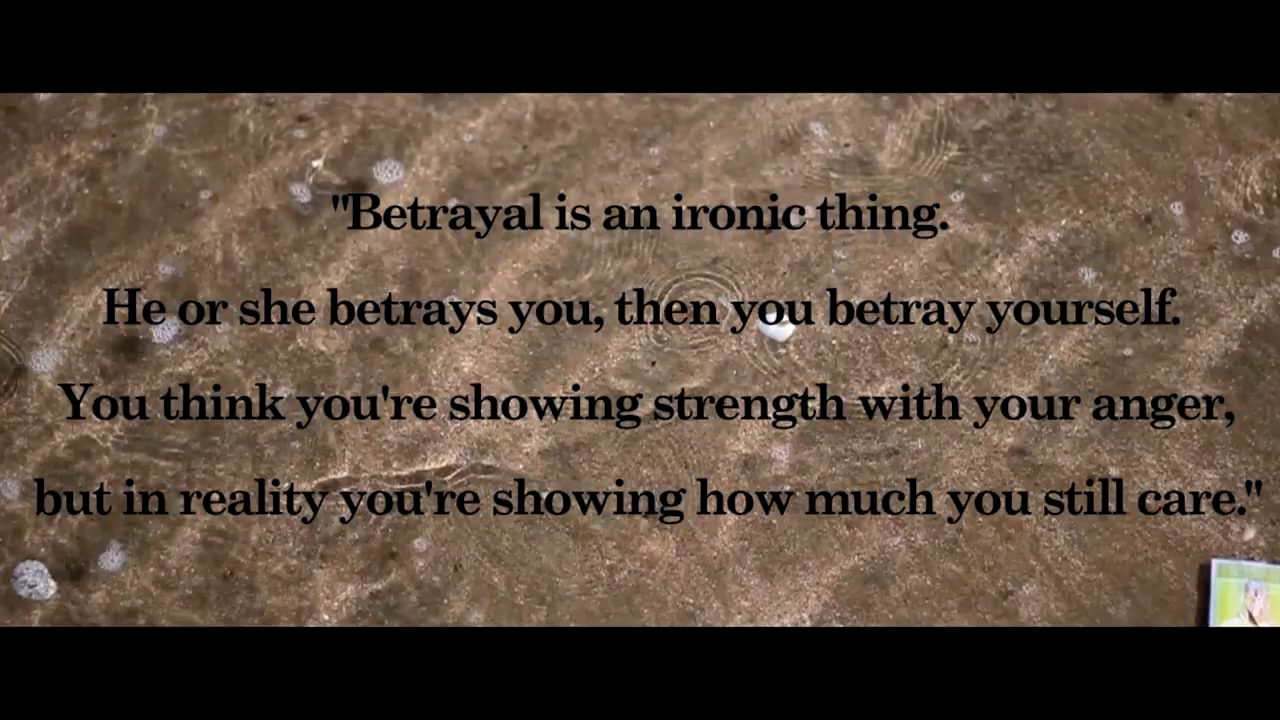 "Betrayal is an ironic thing.
He or she betrays you, then you betray yourself.
You think you're showing strength with your anger,
but in reality you're showing how much you still care."